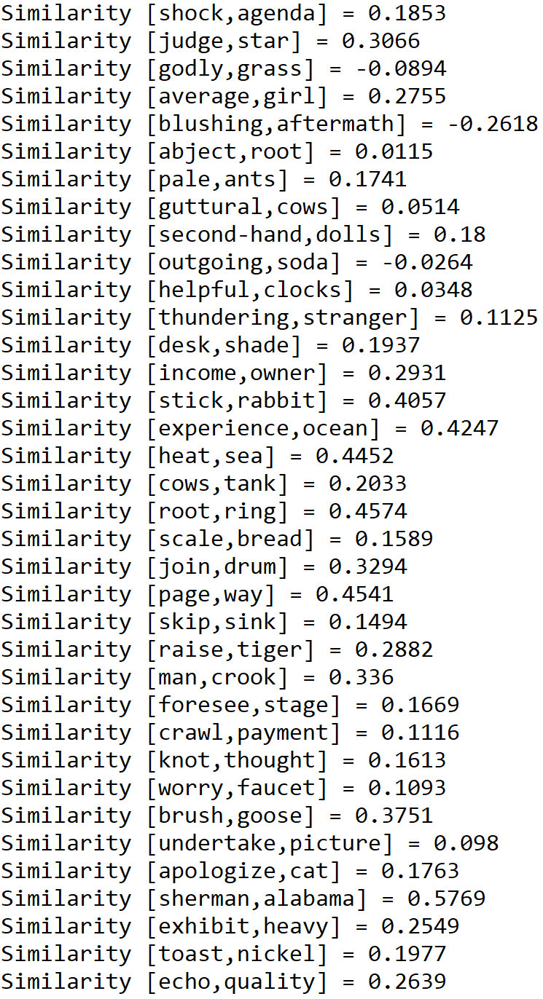 Similarity [shock,agenda] = 0.1853
Similarity [judge,star] = 0.3066
Similarity [godly,grass] = -0.0894
Similarity [average,girl] = 0.2755
Similarity [blushing,aftermath] = -0.2618
Similarity [abject,root] = 0.0115
Similarity [pale,ants] = 0.1741
Similarity [guttural,cows] = 0.0514
Similarity [second-hand,dolls] = 0.18
Similarity [outgoing,soda] = -0.0264
Similarity [helpful,clocks] = 0.0348
Similarity [thundering,stranger] = 0.1125
Similarity [desk,shade] = 0.1937
Similarity [income,owner] = 0.2931
Similarity [stick,rabbit] = 0.4057
Similarity [experience,ocean] = 0.4247
Similarity [heat,sea] = 0.4452
Similarity [cows,tank] = 0.2033
Similarity [root,ring] = 0.4574
Similarity [scale,bread] = 0.1589
Similarity [join,drum] = 0.3294
Similarity [page,way] = 0.4541
Similarity [skip,sink] = 0.1494
Similarity [raise,tiger] = 0.2882
Similarity [man,crook] = 0.336
Similarity [foresee,stage] = 0.1669
Similarity [crawl,payment] = 0.1116
Similarity [knot,thought] = 0.1613
Similarity [worry,faucet] = 0.1093
Similarity [brush,goose] = 0.3751
Similarity [undertake,picture] = 0.098
Similarity [apologize,cat] = 0.1763
Similarity [sherman,alabama] = 0.5769
Similarity [exhibit,heavy] = 0.2549
Similarity [toast,nickel] = 0.1977
Similarity [echo,quality] = 0.2639